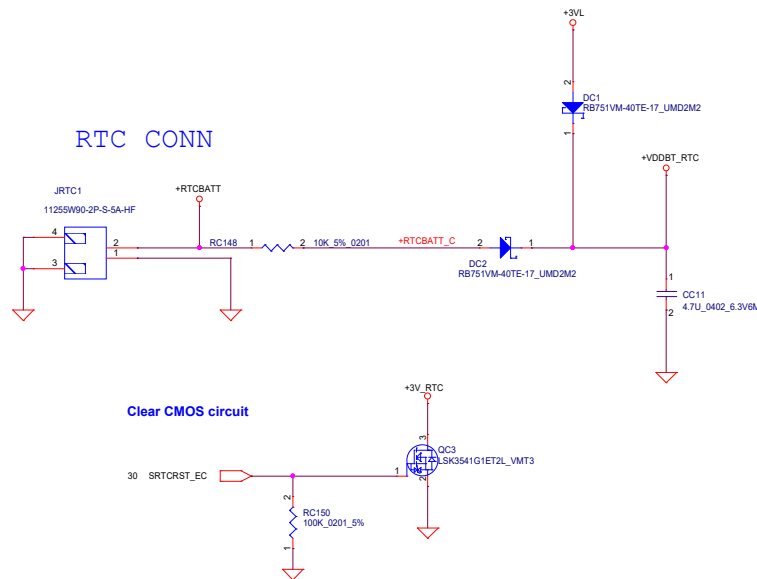 +3VL
2
DC1
RB751VM-40TE-17_UMD2M2
1
RTC CONN
+VDDBT_RTC
JRTC1
+RTCBATT
11255W90-2P-S-5A-HF
4
2
RC148 1 2 10K_5%_0201
+RTCBATT_C
2 1
1
3
DC2
RB751VM-40TE-17_UMD2M2
1
CC11
4.7U_0402_6.3V6M
2
+3V_RTC
Clear CMOS circuit
3
QC3
LSK3541G1ET2L_VMT3
30 SRTCRST_EC
1
2
2
RC150
100K_0201_5%
1